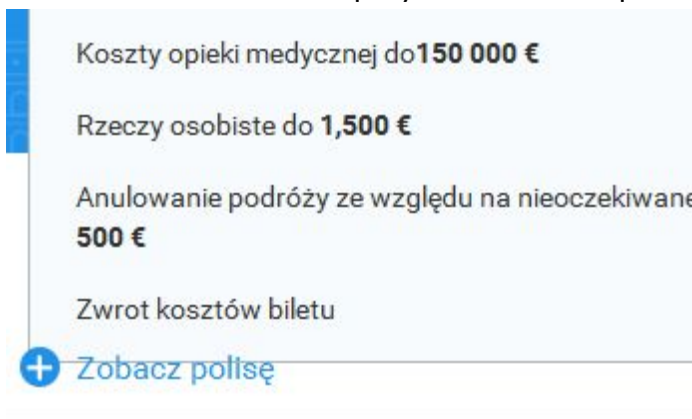 Koszty opieki medycznej do150 000 €
Rzeczy osobiste do 1,500 €
Anulowanie podróży ze względu na nieoczekiwane
500 €
Zwrot kosztów biletu
Zobacz polisę